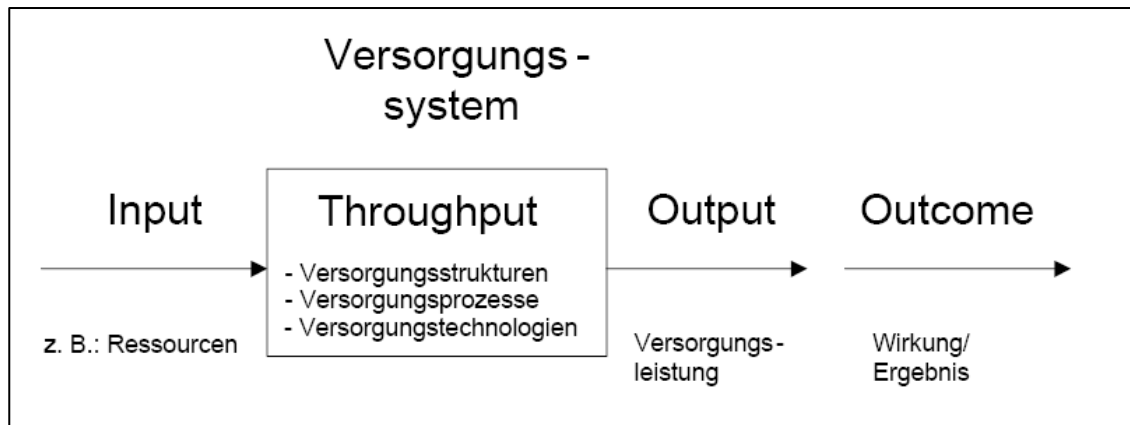 Versorgungs -
system
Input
Throughput
Output
Outcome
- Versorgungsstrukturen
- Versorgungsprozesse
- Versorgungstechnologien
z. B.: Ressourcen
Versorgungs-
leistung
Wirkung/
Ergebnis